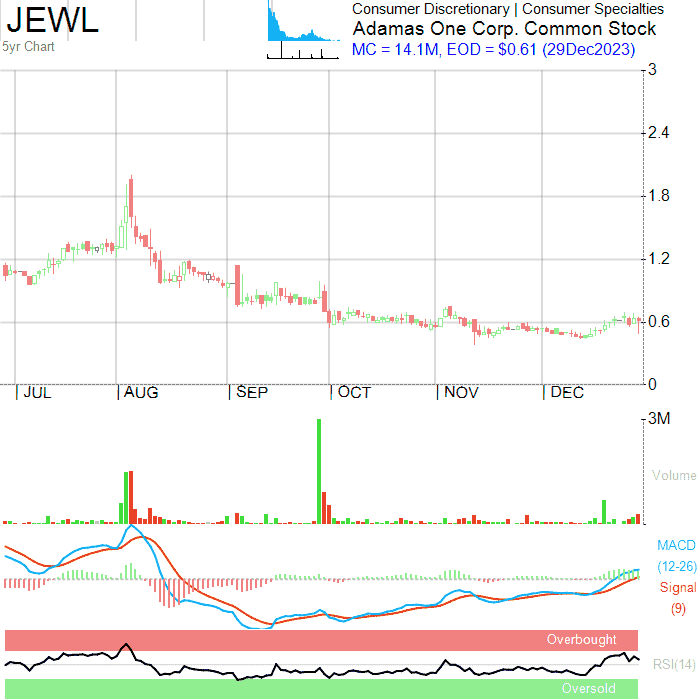 JEWL
5yr Chart
Consumer Discretionary | Consumer Specialties
Adamas One Corp. Common Stock
MC = 14.1M, EOD = $0.61 (29Dec2023)
3
2.4
1.8
1.2
0.6
0
| JUL | AUG | SEP | OCT | NOV | DEC
3M
Volume
MACD
(12-26)
Signal
(9)
Overbought
RSI(14)
Oversold